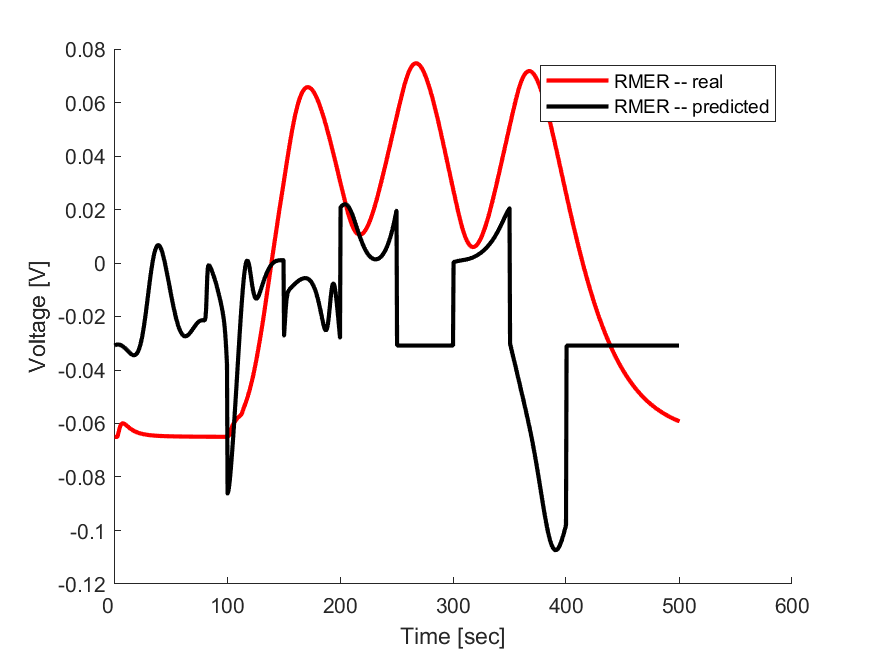 0.08
0.06
0.04
0.02
0
-0.02
-0.04
-0.06
-0.08
-0.1
-0.12
Voltage [V]
RMER -- real
RMER -- predicted
0 100 200 300 400 500 600
Time [sec]